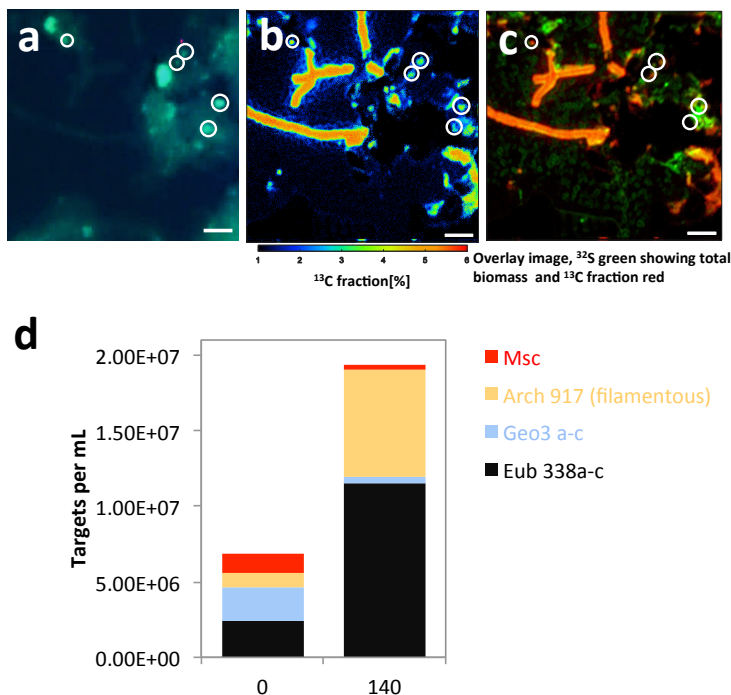 a
b
c
1 2 3 4 5 6
¹³C fraction[%]
Overlay image, ³²S green showing total
biomass and ¹³C fraction red
d
2.00E+07
1.50E+07
1.00E+07
5.00E+06
0.00E+00
Targets per mL
0 140
Msc
Arch 917 (filamentous)
Geo3 a-c
Eub 338a-c